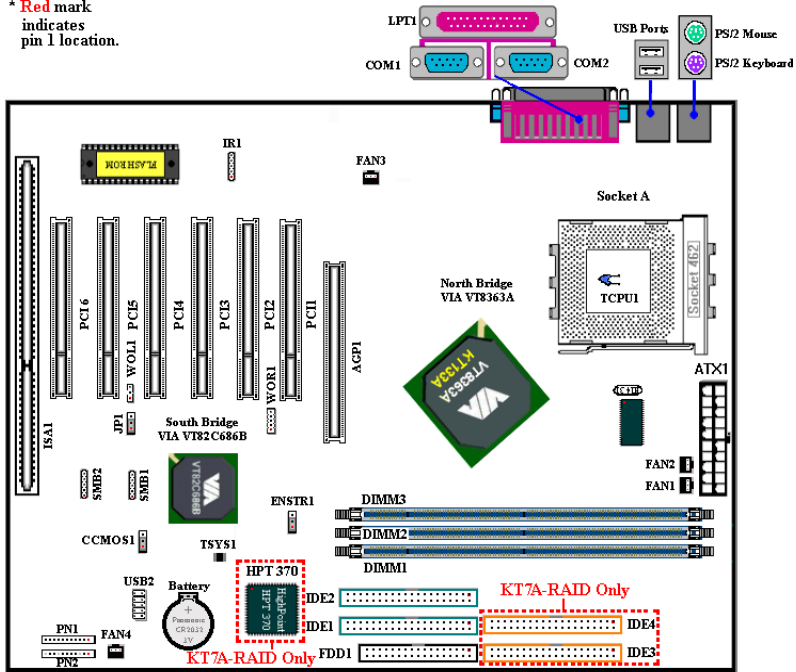 * Red mark
indicates
pin 1 location.
LPT1
COM1
COM2
USB Ports
PS/2 Mouse
PS/2 Keyboard
FLASH ROM
IR1
FAN3
Socket A
Socket 462
TCPU1
North Bridge
VIA VT8363A
VT8363A
KT133A
VIA
ATX1
FAN2
FAN1
ISA1
PCI 6
PCI5
PCI4
PCI3
PCI2
PCI1
AGP1
WOL1
JP1
WOR1
South Bridge
VIA VT82C686B
VIA
VT82C686B
SMB2
SMB1
ENSTR1
DIMM3
DIMM2
DIMM1
CCMOS1
TSYS1
HPT 370
HighPoint
HPT 370
KT7A-RAID Only
USB2
Battery
+
Panasonic
CR2032
3V
PN1
PN2
FAN4
IDE2
IDE1
FDD1
KT7A-RAID Only
IDE4
IDE3